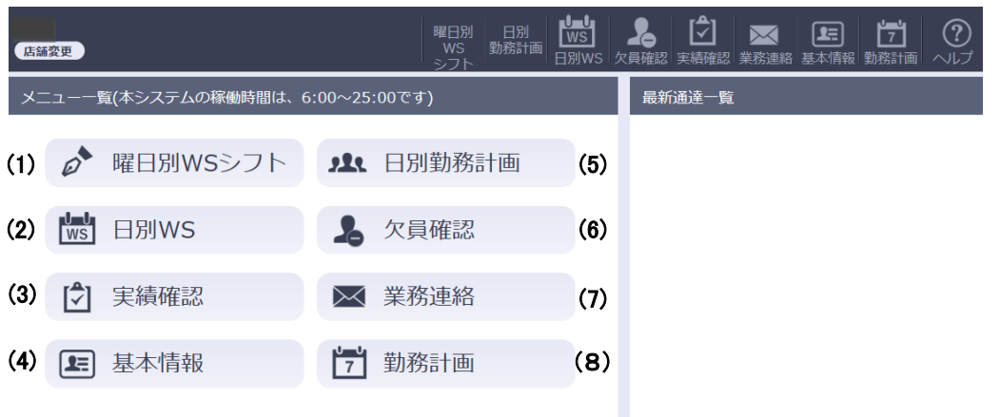 店舗変更
曜日別
WS
シフト
日別
勤務計画
WS
日別WS
欠員確認
実績確認
業務連絡
基本情報
7
勤務計画
?
ヘルプ
メニュー一覧(本システムの稼働時間は、6:00～25:00です)
最新通達一覧
(1) 曜日別WSシフト
日別勤務計画 (5)
(2) WS 日別WS
欠員確認 (6)
(3) 実績確認
業務連絡 (7)
(4) 基本情報
7 勤務計画 (８)